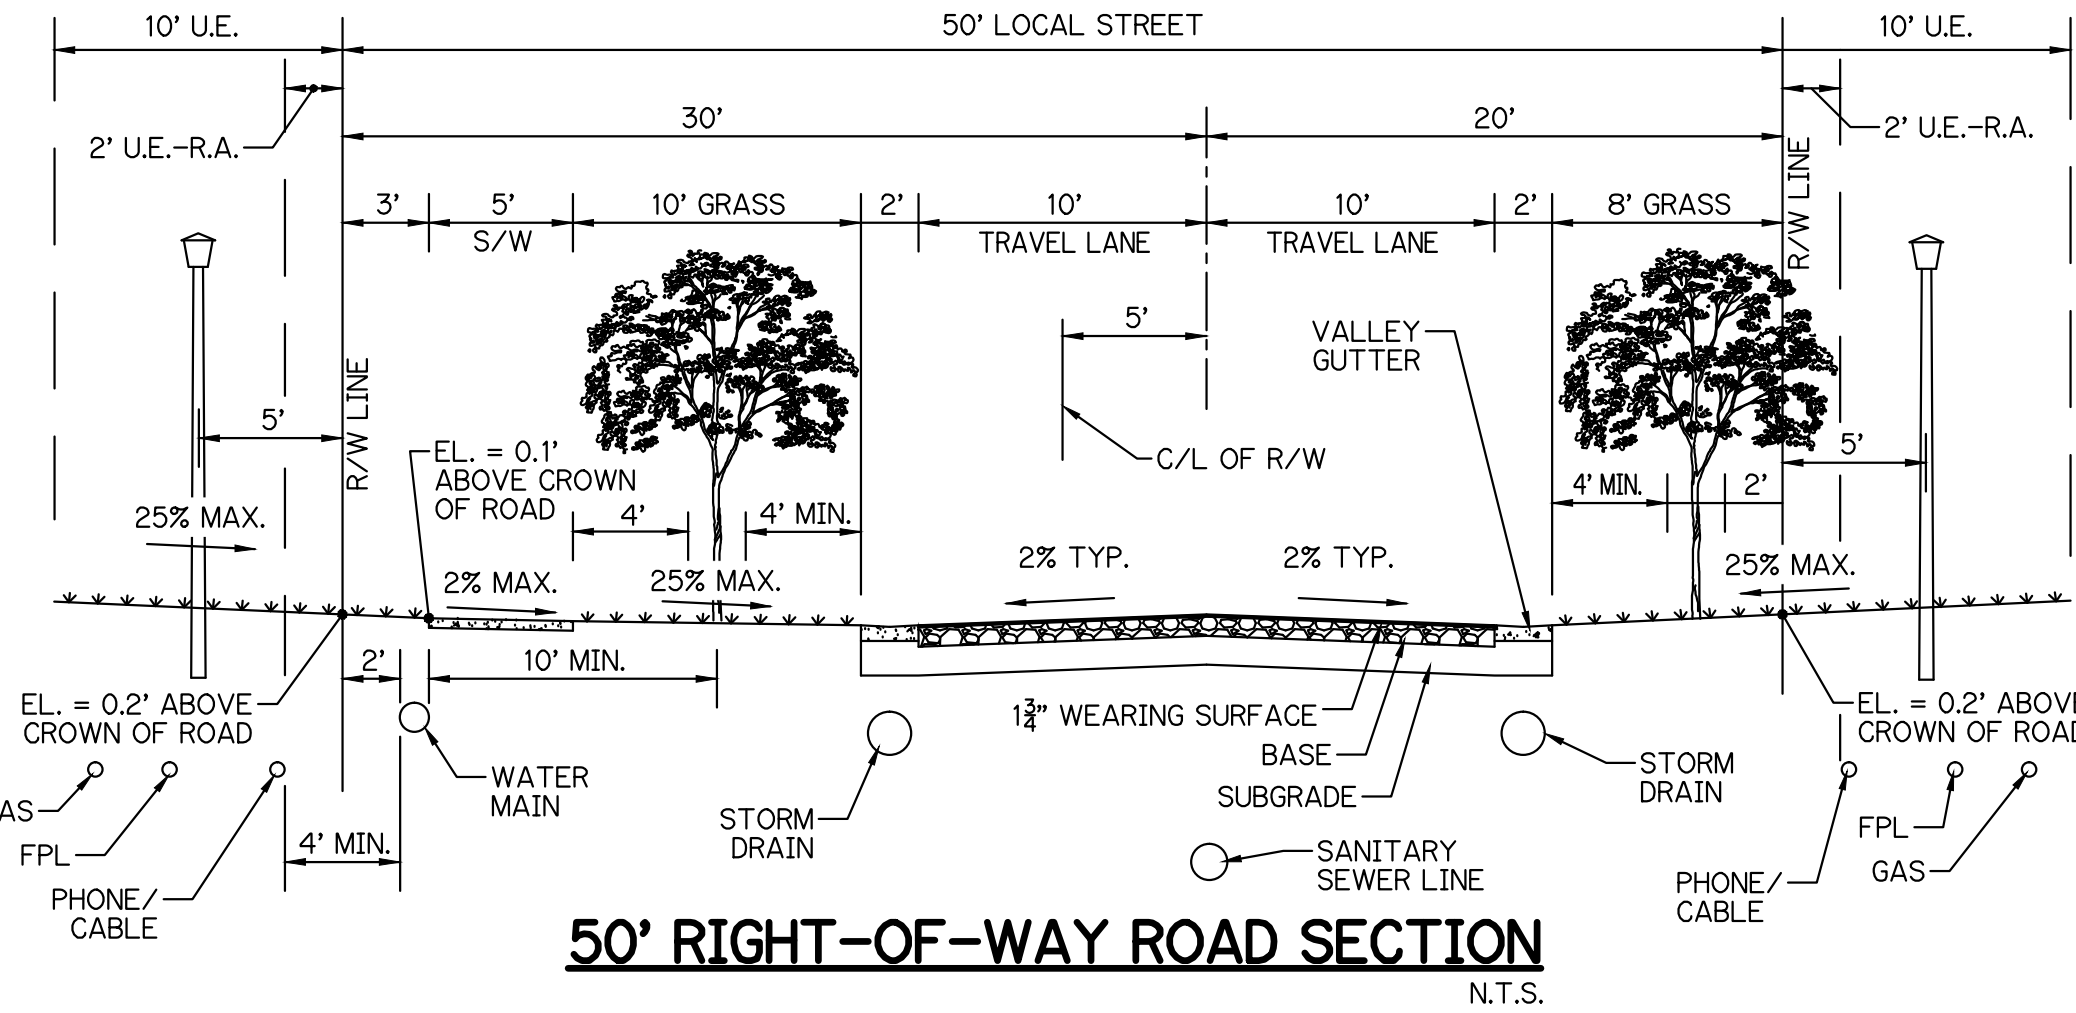 10' U.E.
50' LOCAL STREET
10' U.E.
2' U.E.-R.A.
30'
20'
2' U.E.-R.A.
3'
5'
S/W
10' GRASS
2'
10'
TRAVEL LANE
10'
TRAVEL LANE
2'
8' GRASS
R/W LINE
5'
VALLEY
GUTTER
R/W LINE
5'
C/L OF R/W
EL. = 0.1'
ABOVE CROWN
OF ROAD
5'
4' MIN.
2'
25% MAX.
4'
4' MIN.
2% MAX.
25% MAX.
2% TYP.
2% TYP.
25% MAX.
2'
10' MIN.
EL. = 0.2' ABOVE
CROWN OF ROAD
1 3/4" WEARING SURFACE
BASE
SUBGRADE
EL. = 0.2' ABOVE
CROWN OF ROAD
WATER
MAIN
STORM
DRAIN
STORM
DRAIN
AS
FPL
PHONE/
CABLE
4' MIN.
SANITARY
SEWER LINE
FPL
GAS
PHONE/
CABLE
50' RIGHT-OF-WAY ROAD SECTION
N.T.S.